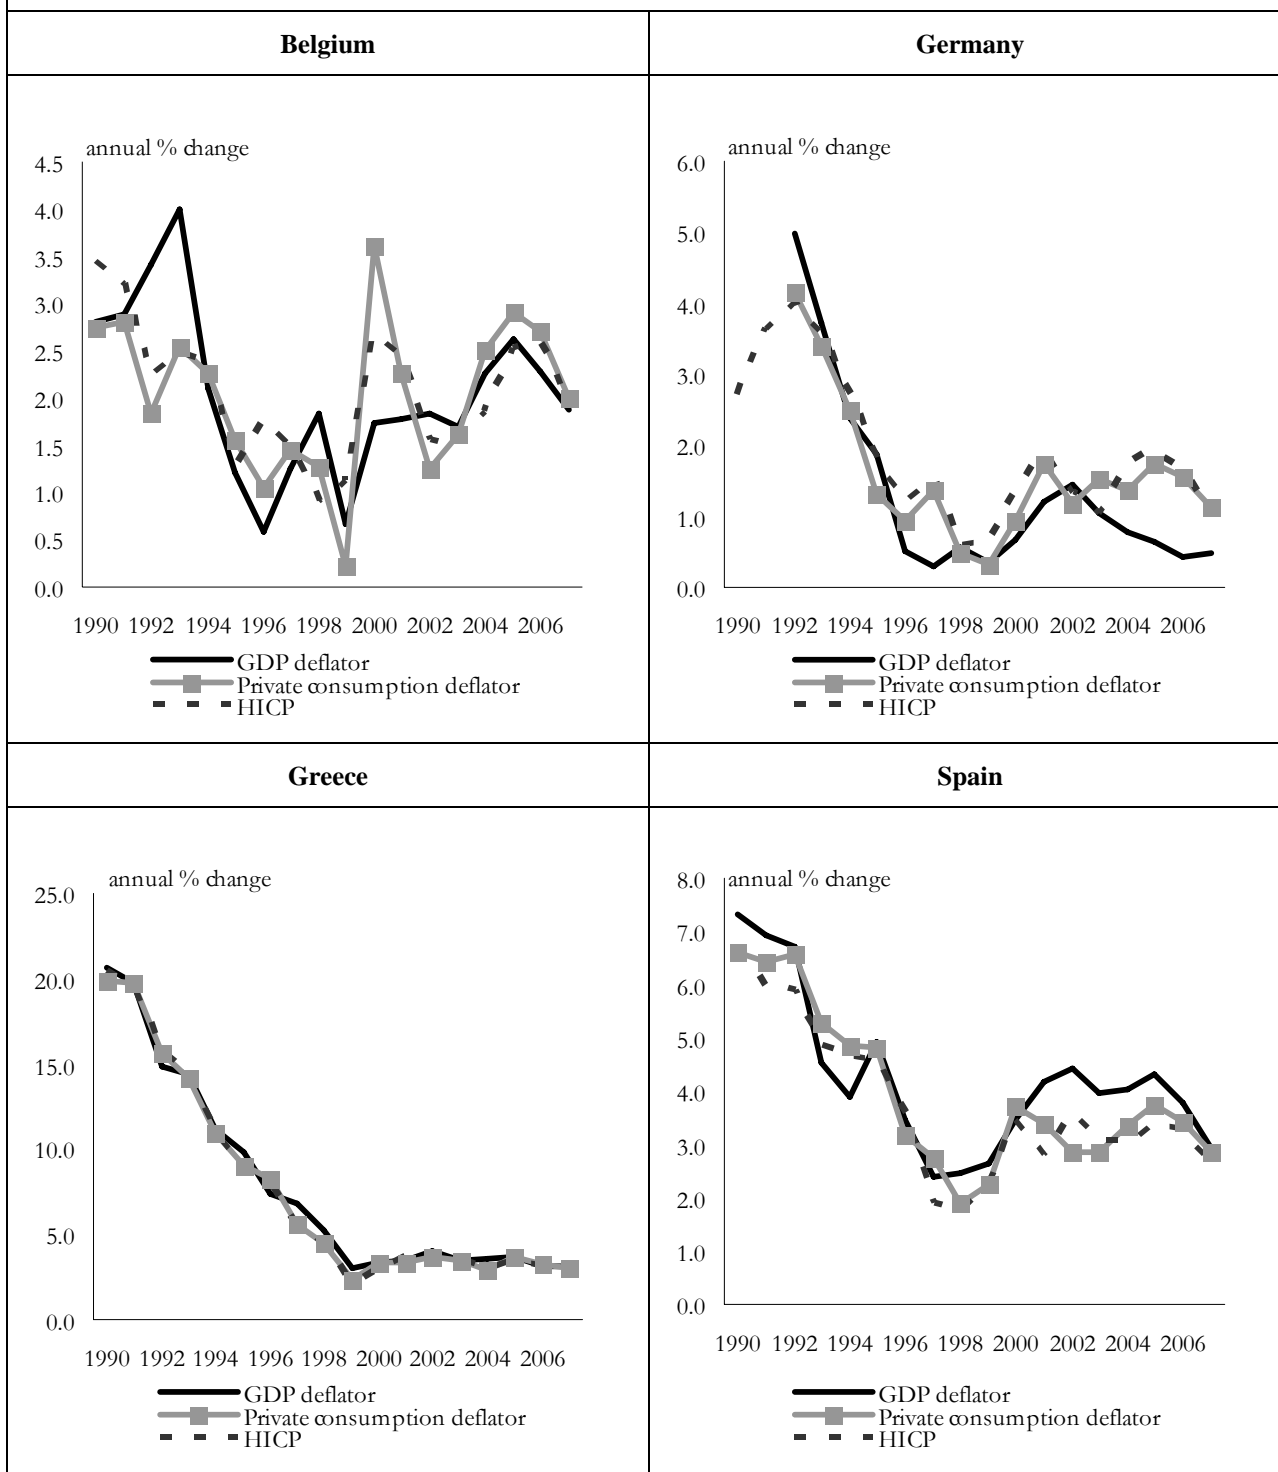 Belgium
Germany
annual % change
4.5
4.0
3.5
3.0
2.5
2.0
1.5
1.0
0.5
0.0
1990 1992 1994 1996 1998 2000 2002 2004 2006
GDP deflator
Private consumption deflator
HICP
annual % change
6.0
5.0
4.0
3.0
2.0
1.0
0.0
1990 1992 1994 1996 1998 2000 2002 2004 2006
GDP deflator
Private consumption deflator
HICP
Greece
Spain
annual % change
25.0
20.0
15.0
10.0
5.0
0.0
1990 1992 1994 1996 1998 2000 2002 2004 2006
GDP deflator
Private consumption deflator
HICP
annual % change
8.0
7.0
6.0
5.0
4.0
3.0
2.0
1.0
0.0
1990 1992 1994 1996 1998 2000 2002 2004 2006
GDP deflator
Private consumption deflator
HICP